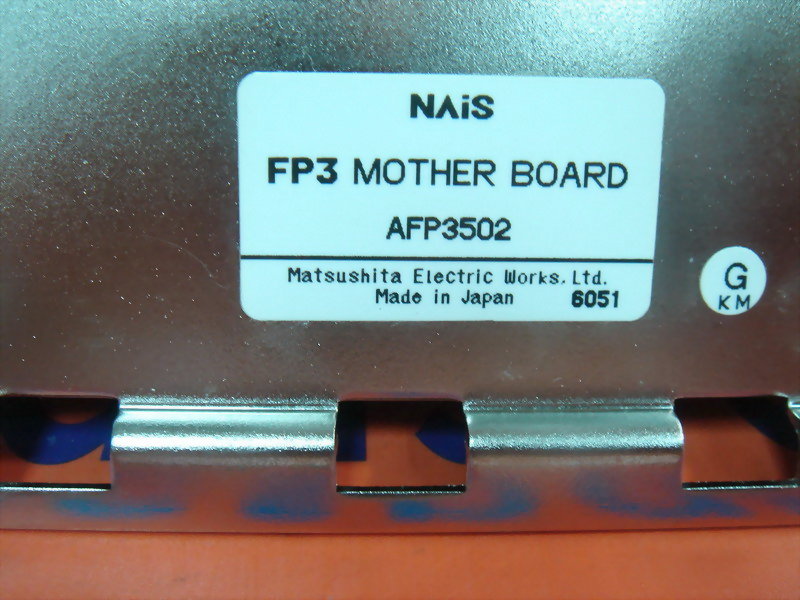 NAiS
FP3 MOTHER BOARD
AFP3502
Matsushita Electric Works, Ltd.
Made in Japan 6051
G
KM